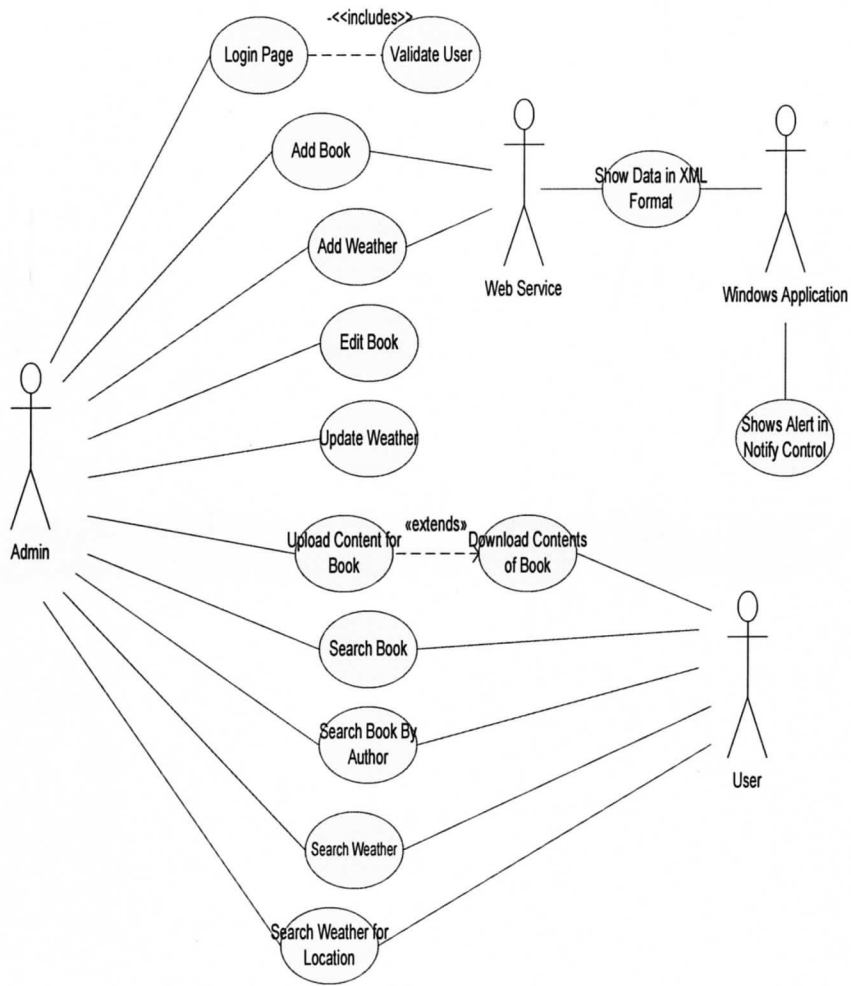 -<<includes>>
Login Page
Validate User
Add Book
Show Data in XML
Format
Add Weather
Web Service
Windows Application
Edit Book
Update Weather
Shows Alert in
Notify Control
Admin
«extends»
Upload Content for
Book
Download Contents
of Book
Search Book
Search Book By
Author
User
Search Weather
Search Weather for
Location